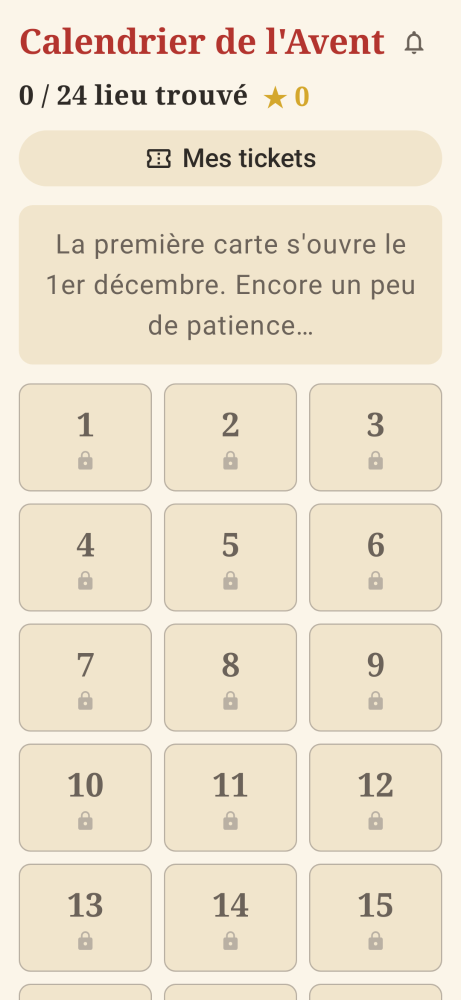 Calendrier de l'Avent
0 / 24 lieu trouvé ★ 0
Mes tickets
La première carte s'ouvre le
1er décembre. Encore un peu
de patience…
1 2 3
4 5 6
7 8 9
10 11 12
13 14 15